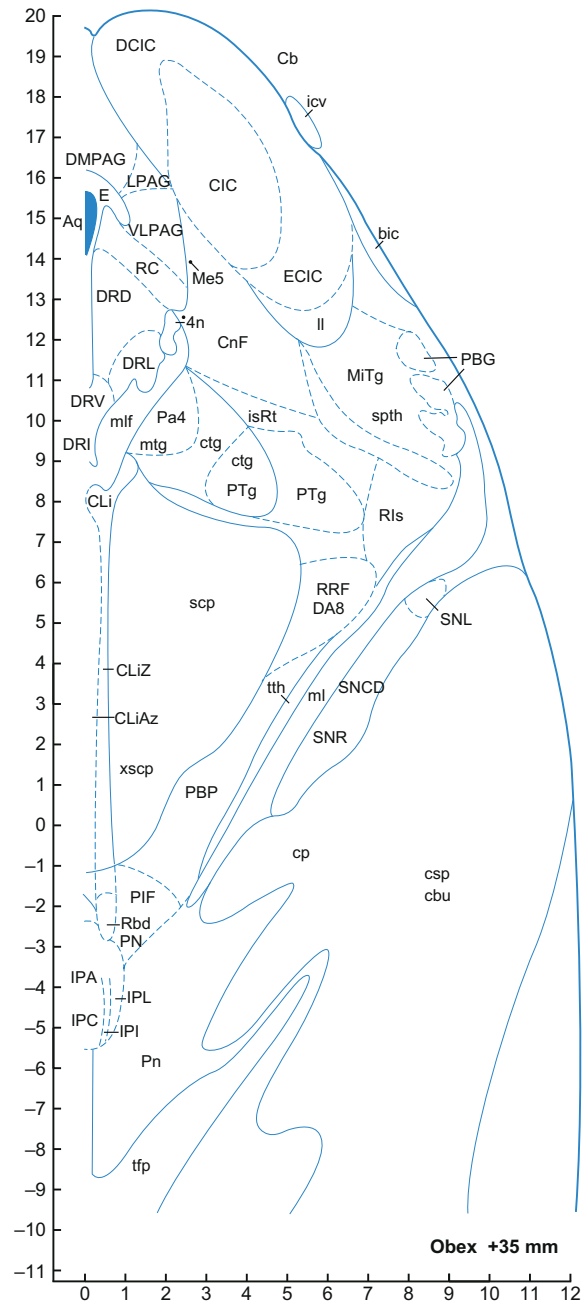 20
DCIC
Cb
19
18
icv
17
DMPAG
16
LPAG
CIC
E
15
Aq
VLPAG
bic
14
RC
Me5
ECIC
13
DRD
4n
ll
12
CnF
PBG
DRL
MiTg
11
DRV
Pa4
isRt
spth
10
mlf
DRI
mtg
ctg
9
ctg
CLi
PTg
PTg
8
RIs
7
6
RRF
scp
DA8
SNL
5
4
CLiZ
tth
ml
SNCD
3
CLiAz
SNR
2
xscp
1
PBP
0
cp
csp
–1
cbu
PIF
–2
Rbd
PN
–3
IPA
–4
IPL
IPC
–5
IPI
Pn
–6
–7
–8
tfp
–9
–10
Obex +35 mm
–11
0 1 2 3 4 5 6 7 8 9 10 11 12